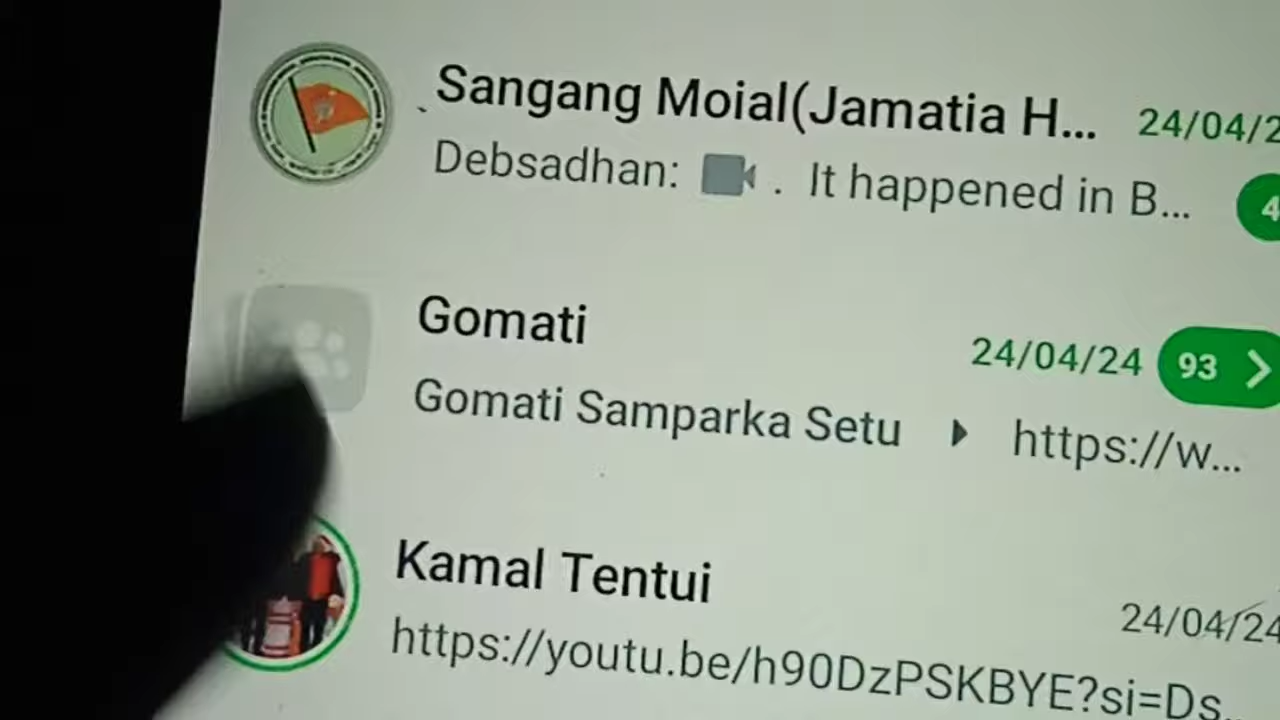 Sangang Moial(Jamatia H... 24/04/2
Debsadhan: . It happened in B... 4
Gomati 24/04/24 93
Gomati Samparka Setu https://w...
Kamal Tentui 24/04/24
https://youtu.be/h90DzPSKBYE?si=Ds..